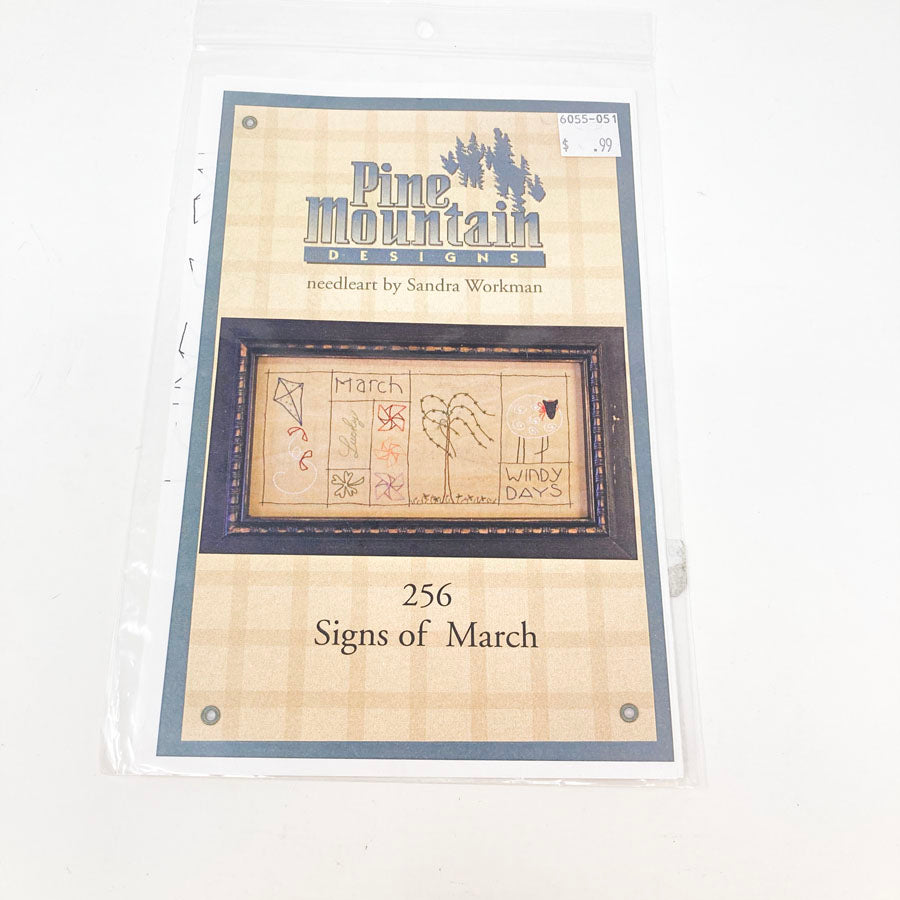 6055-051
$ .99
Pine
Mountain
DESIGNS
needleart by Sandra Workman
March
Lucky
WINDY
DAYS
256
Signs of March